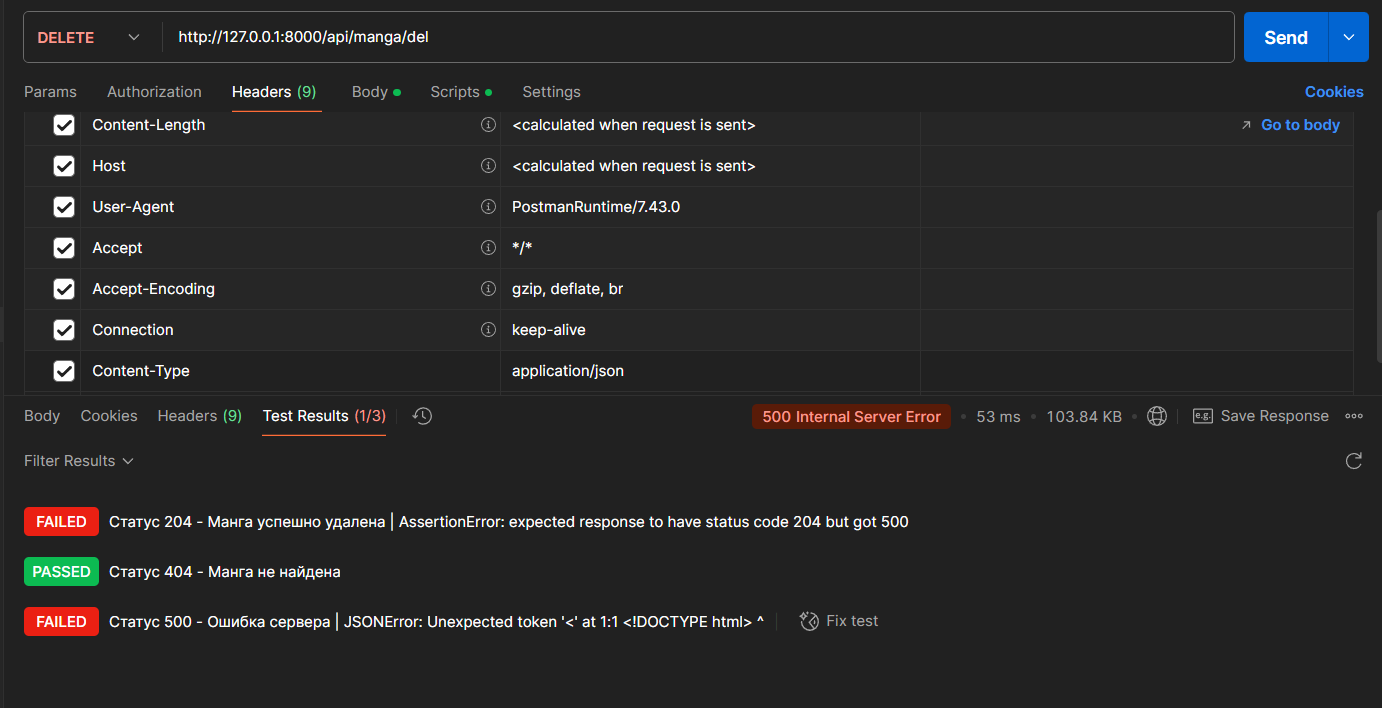 DELETE http://127.0.0.1:8000/api/manga/del Send
Params Authorization Headers (9) Body Scripts Settings Cookies
Content-Length <calculated when request is sent> Go to body
Host <calculated when request is sent>
User-Agent PostmanRuntime/7.43.0
Accept */*
Accept-Encoding gzip, deflate, br
Connection keep-alive
Content-Type application/json
Body Cookies Headers (9) Test Results (1/3) 500 Internal Server Error 53 ms 103.84 KB e.g. Save Response
Filter Results
FAILED Статус 204 - Манга успешно удалена | AssertionError: expected response to have status code 204 but got 500
PASSED Статус 404 - Манга не найдена
FAILED Статус 500 - Ошибка сервера | JSONError: Unexpected token '<' at 1:1 <!DOCTYPE html> ^ Fix test